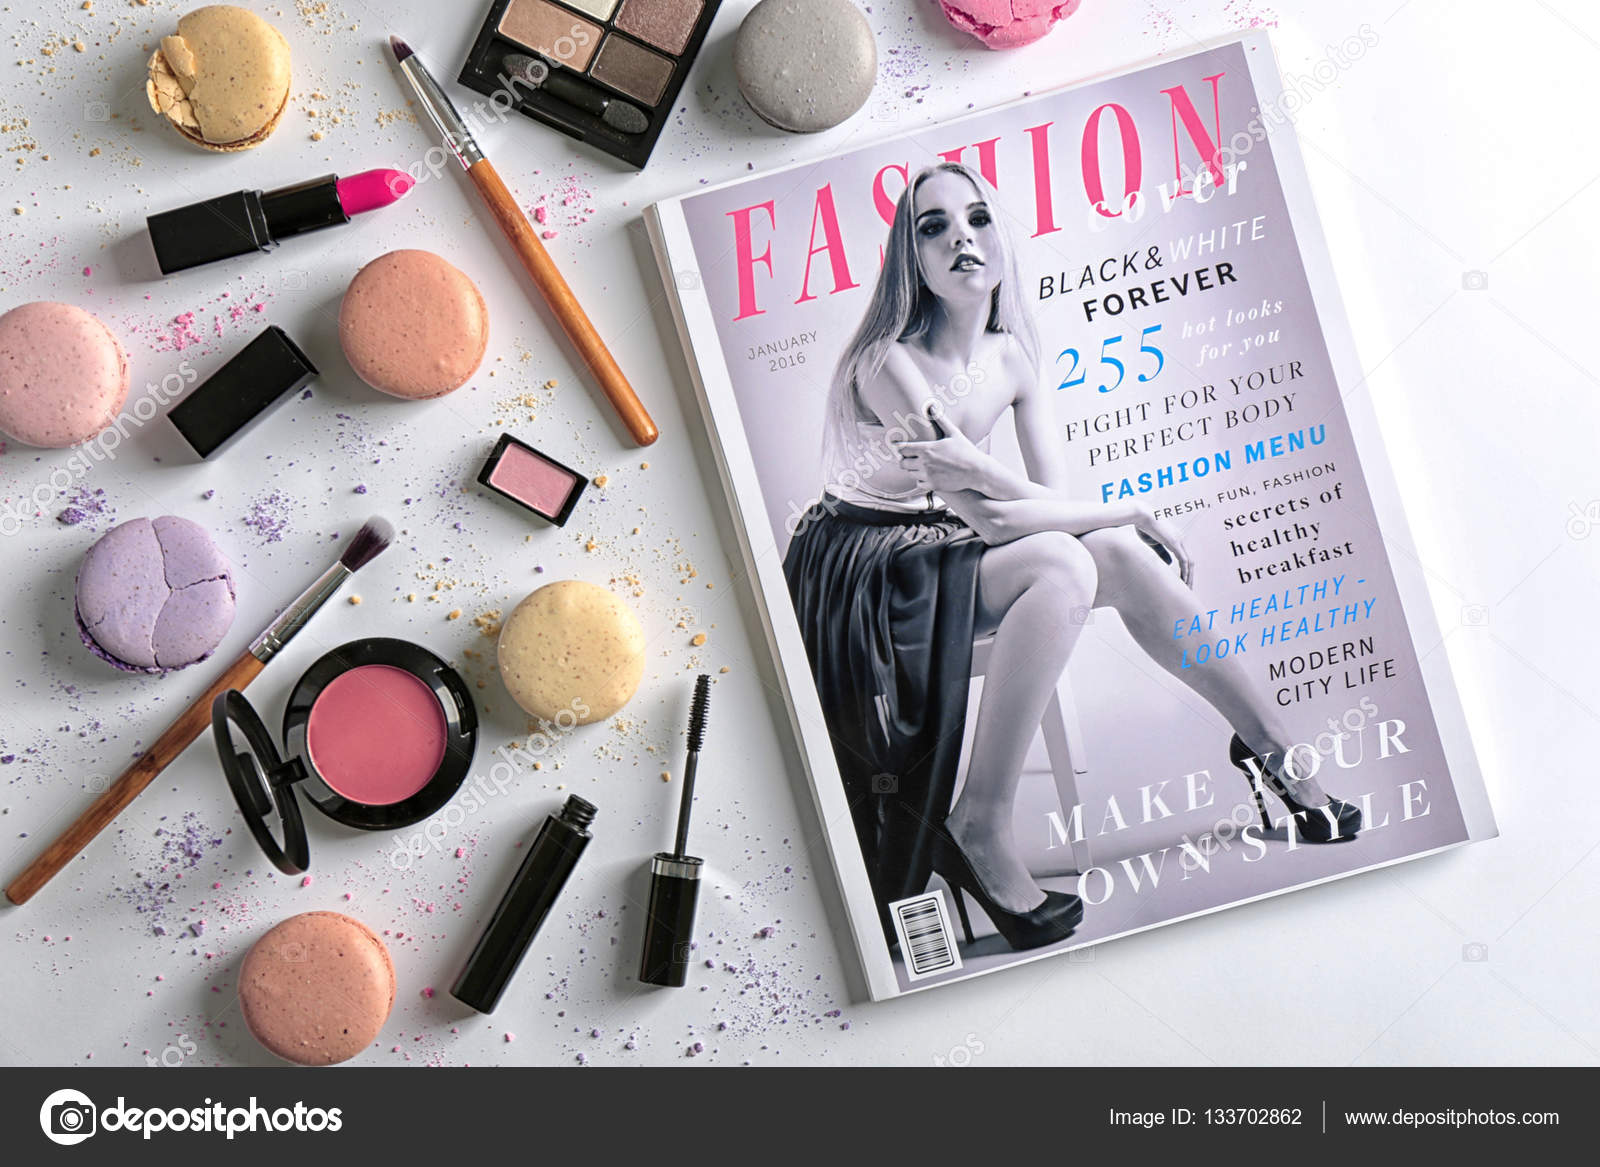 FASHION
cover
BLACK&WHITE
FOREVER
JANUARY
2016
255 hot looks
for you
FIGHT FOR YOUR
PERFECT BODY
FASHION MENU
FRESH, FUN, FASHION
secrets of
healthy
breakfast
EAT HEALTHY -
LOOK HEALTHY
MODERN
CITY LIFE
MAKE YOUR
OWN STYLE
depositphotos
Image ID: 133702862
www.depositphotos.com